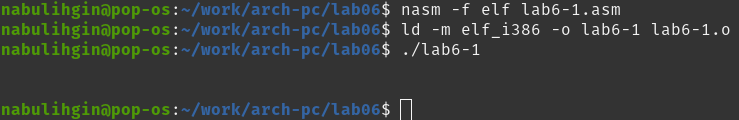 nabulihgin@pop-os:~/work/arch-pc/lab06$ nasm -f elf lab6-1.asm
nabulihgin@pop-os:~/work/arch-pc/lab06$ ld -m elf_i386 -o lab6-1 lab6-1.o
nabulihgin@pop-os:~/work/arch-pc/lab06$ ./lab6-1
nabulihgin@pop-os:~/work/arch-pc/lab06$